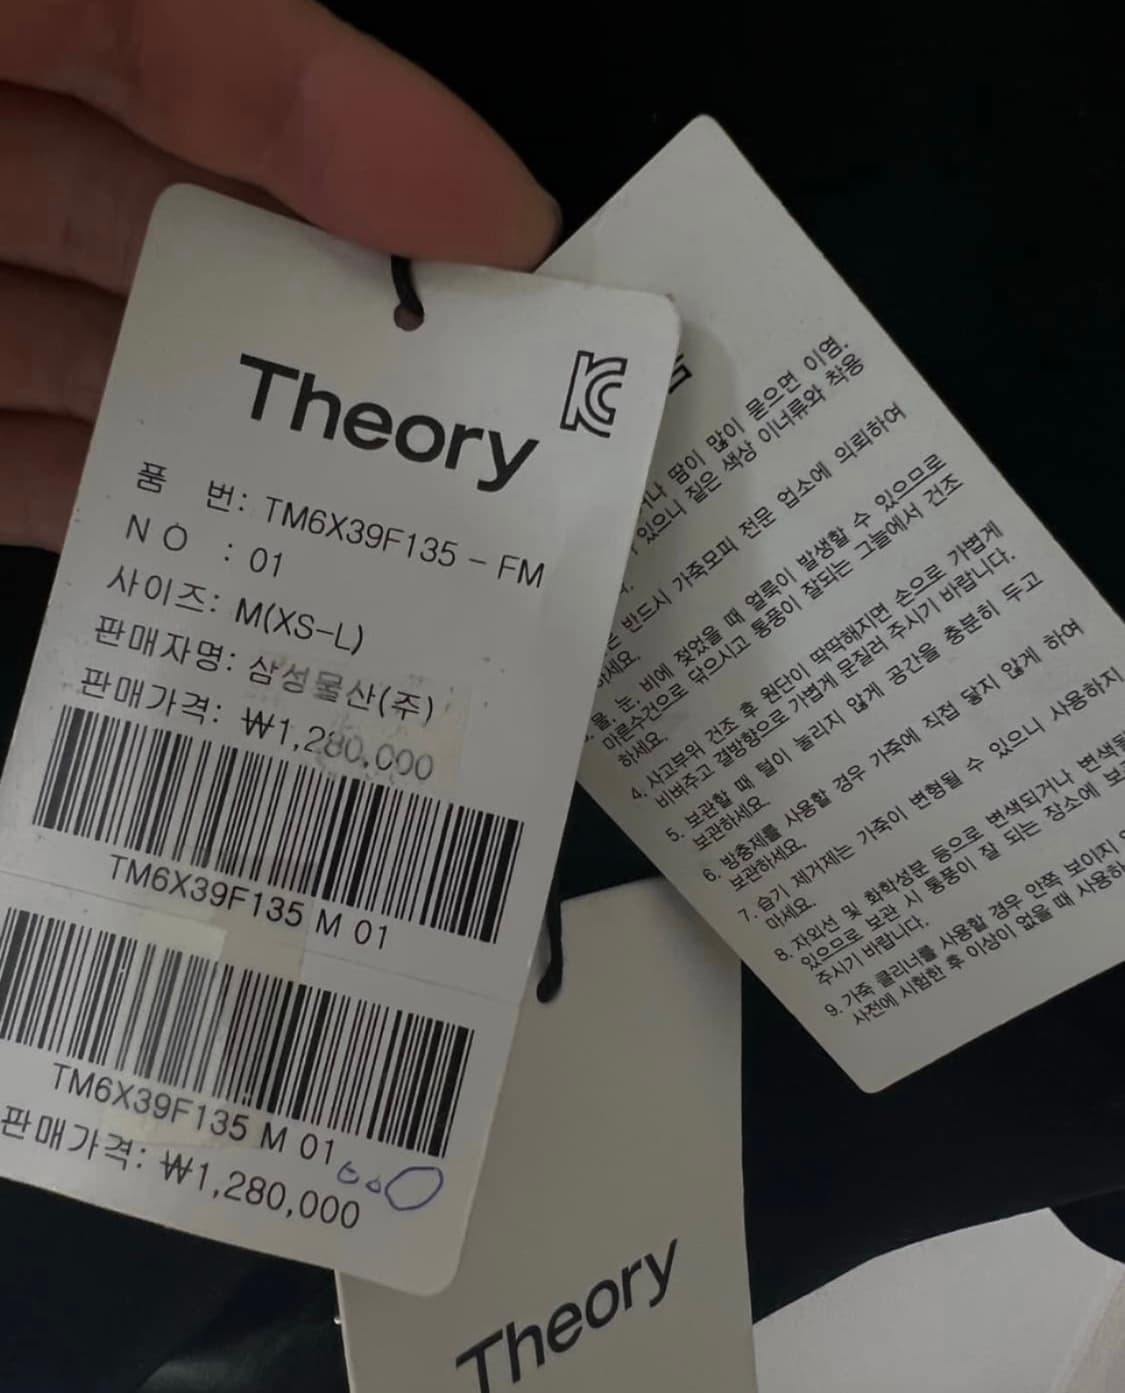 Theory
품 번: TM6X39F135-FM
NO : 01
사이즈: M(XS-L)
판매자명: 삼성물산(주)
판매가격: ₩1,280,000
TM6X39F135 M 01
TM6X39F135 M 01
판매가격: ₩1,280,000
땀이 많이 묻으면 이염.
있으니 짙은 색상 이너류와 착용
반드시 가죽모피 전문 업소에 의뢰하여
물, 눈, 비에 젖었을 때 얼룩이 발생할 수 있으므로
마른수건으로 닦으시고 통풍이 잘되는 그늘에서 건조
하세요.
4. 사고부위 건조 후 원단이 딱딱해지면 손으로 가볍게
비벼주고 결방향으로 가볍게 문질러 주시기 바랍니다.
5. 보관할 때 털이 눌리지 않게 공간을 충분히 두고
보관하세요.
6. 방충제를 사용할 경우 가죽에 직접 닿지 않게 하여
보관하세요.
7. 습기 제거제는 가죽이 변형될 수 있으니 사용하지
마세요.
8. 자외선 및 화학성분 등으로 변색되거나
있으므로 보관 시 통풍이 잘 되는 장소에
주시기 바랍니다.
9. 가죽 클리너를 사용할 경우 안쪽 보이지
사전에 시험한 후 이상이 없을 때
Theory